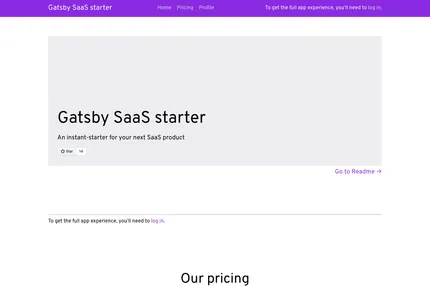 Gatsby SaaS starter
Home Pricing Profile
To get the full app experience, you'll need to log in.
Gatsby SaaS starter
An instant-starter for your next SaaS product
Star
Go to Readme →
To get the full app experience, you'll need to log in.
Our pricing